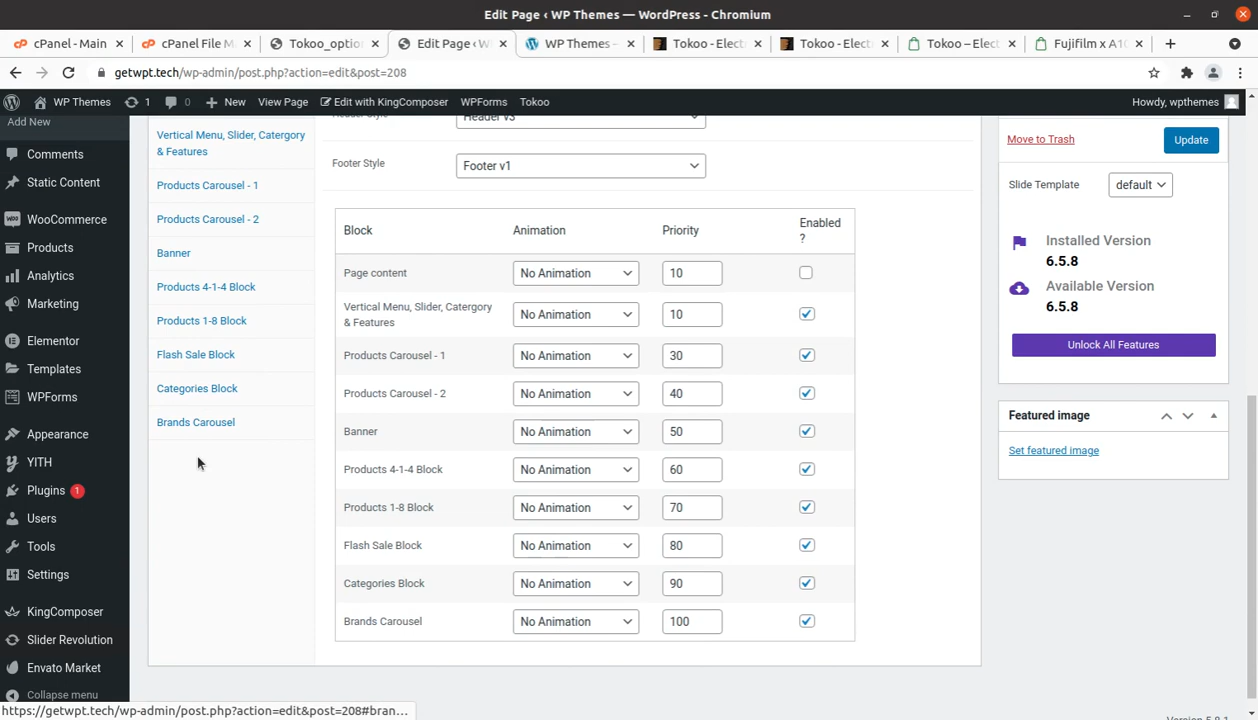 Edit Page ‹ WP Themes — WordPress - Chromium
cPanel - Main
cPanel File M
Tokoo_optio
Edit Page ‹ W
WP Themes –
Tokoo - Elect
Tokoo - Elect
Tokoo – Elect
Fujifilm x A10
getwpt.tech/wp-admin/post.php?action=edit&post=208
WP Themes
1
0
New
View Page
Edit with KingComposer
WPForms
Tokoo
Howdy, wpthemes
Add New
Comments
Static Content
WooCommerce
Products
Analytics
Marketing
Elementor
Templates
WPForms
Appearance
YITH
Plugins 1
Users
Tools
Settings
KingComposer
Slider Revolution
Envato Market
Collapse menu
Vertical Menu, Slider, Catergory
& Features
Products Carousel - 1
Products Carousel - 2
Banner
Products 4-1-4 Block
Products 1-8 Block
Flash Sale Block
Categories Block
Brands Carousel
Header Style
Header v3
Footer Style
Footer v1
Block
Animation
Priority
Enabled
?
Page content
No Animation
10
Vertical Menu, Slider, Catergory
& Features
No Animation
10
Products Carousel - 1
No Animation
30
Products Carousel - 2
No Animation
40
Banner
No Animation
50
Products 4-1-4 Block
No Animation
60
Products 1-8 Block
No Animation
70
Flash Sale Block
No Animation
80
Categories Block
No Animation
90
Brands Carousel
No Animation
100
Move to Trash
Update
Slide Template
default
Installed Version
6.5.8
Available Version
6.5.8
Unlock All Features
Featured image
Set featured image
https://getwpt.tech/wp-admin/post.php?action=edit&post=208#bran...
Version 5.8.1